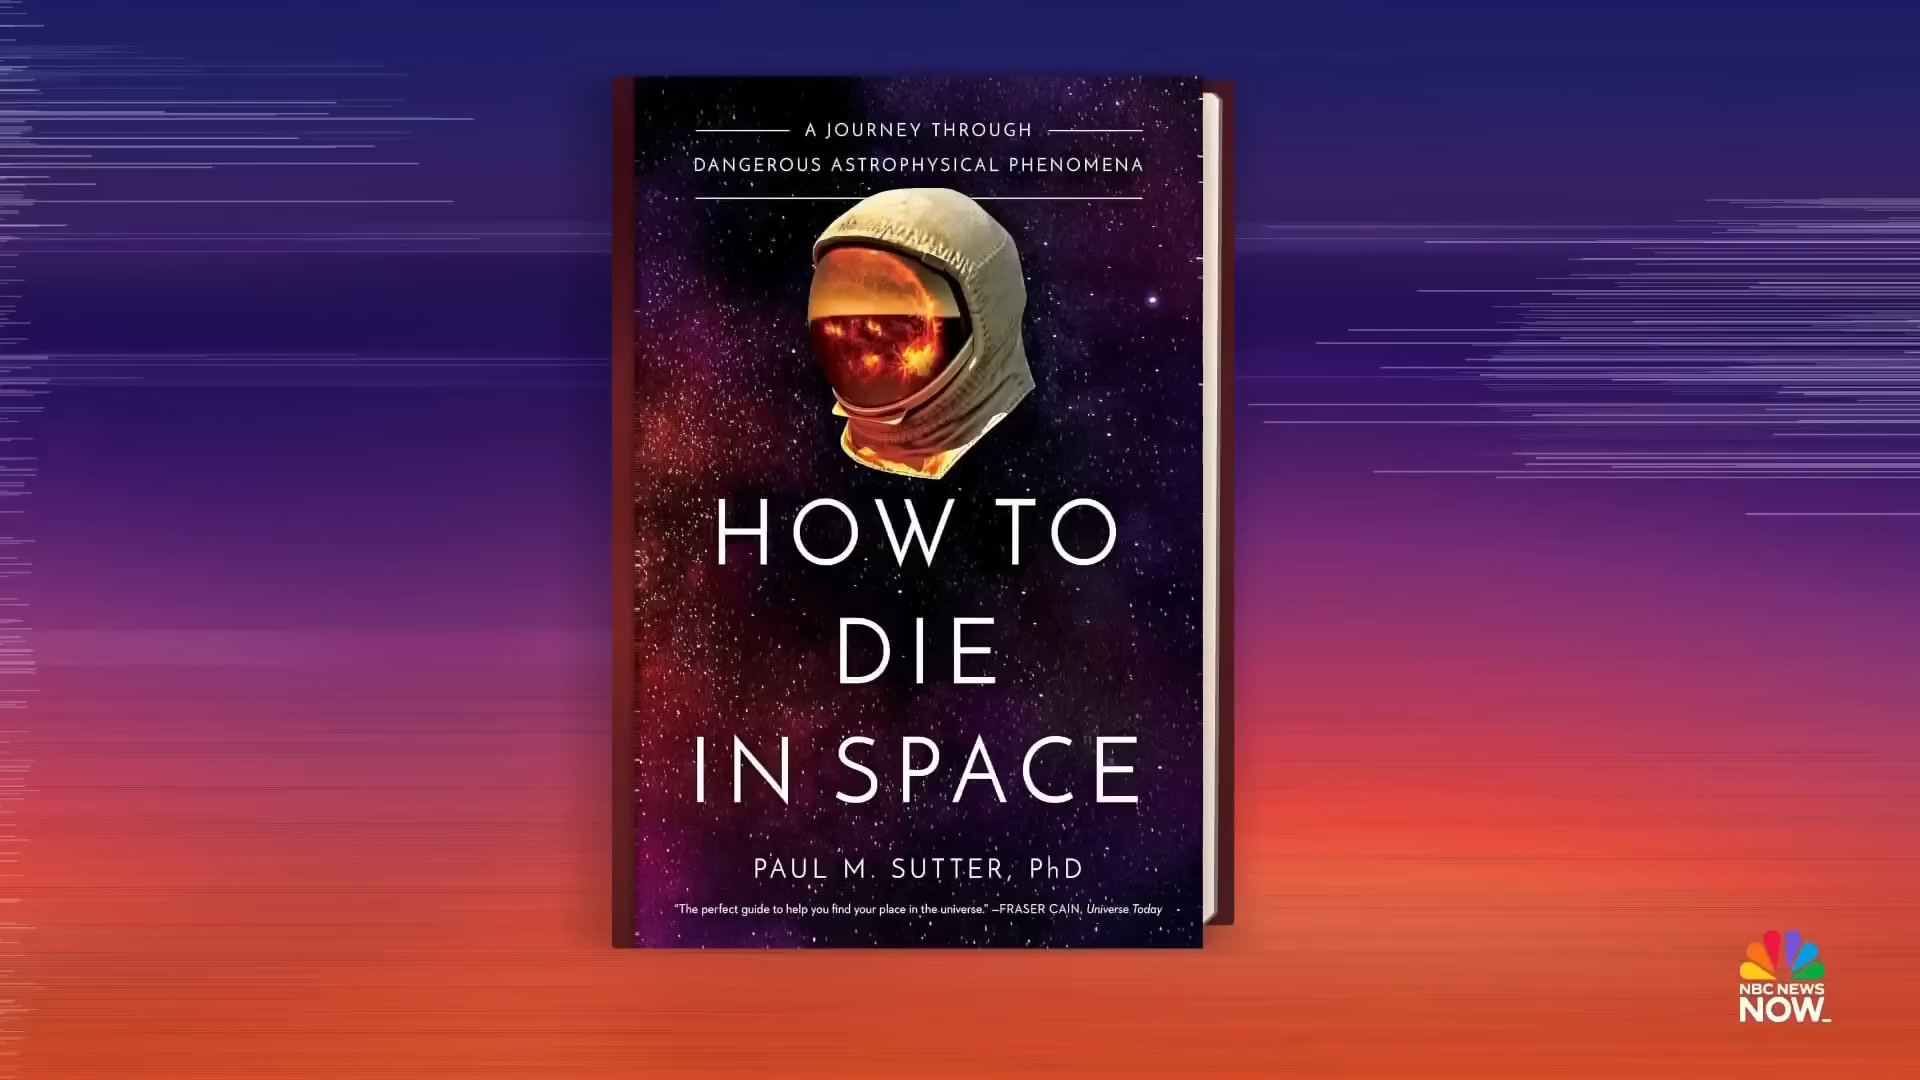 A JOURNEY THROUGH
DANGEROUS ASTROPHYSICAL PHENOMENA
HOW TO
DIE
IN SPACE
PAUL M. SUTTER, PhD
"The perfect guide to help you find your place in the universe." —FRASER CAIN, Universe Today
NBC NEWS
NOW_